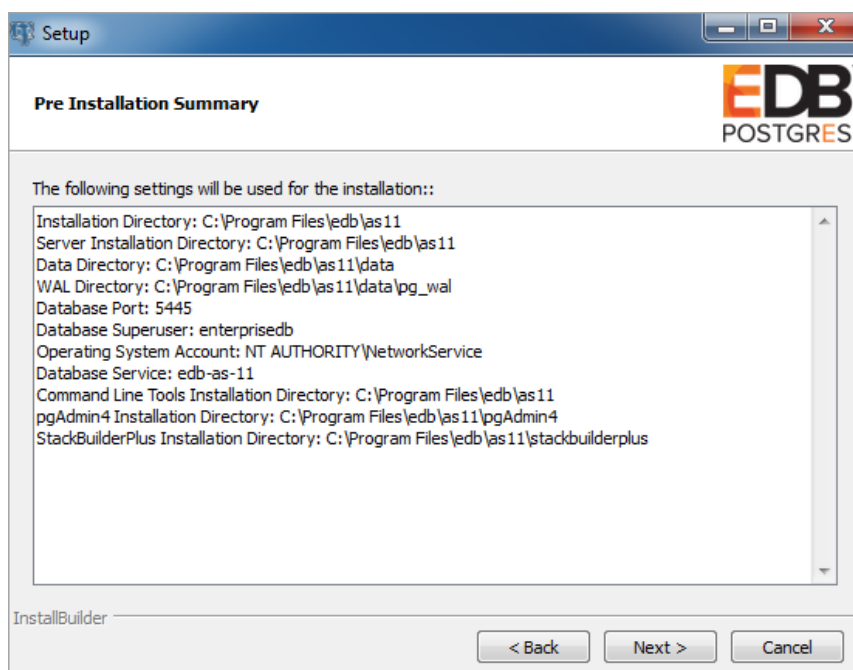 Setup
Pre Installation Summary
EDB
POSTGRES
The following settings will be used for the installation::
Installation Directory: C:\Program Files\edb\as11
Server Installation Directory: C:\Program Files\edb\as11
Data Directory: C:\Program Files\edb\as11\data
WAL Directory: C:\Program Files\edb\as11\data\pg_wal
Database Port: 5445
Database Superuser: enterprisedb
Operating System Account: NT AUTHORITY\NetworkService
Database Service: edb-as-11
Command Line Tools Installation Directory: C:\Program Files\edb\as11
pgAdmin4 Installation Directory: C:\Program Files\edb\as11\pgAdmin4
StackBuilderPlus Installation Directory: C:\Program Files\edb\as11\stackbuilderplus
InstallBuilder
< Back Next > Cancel